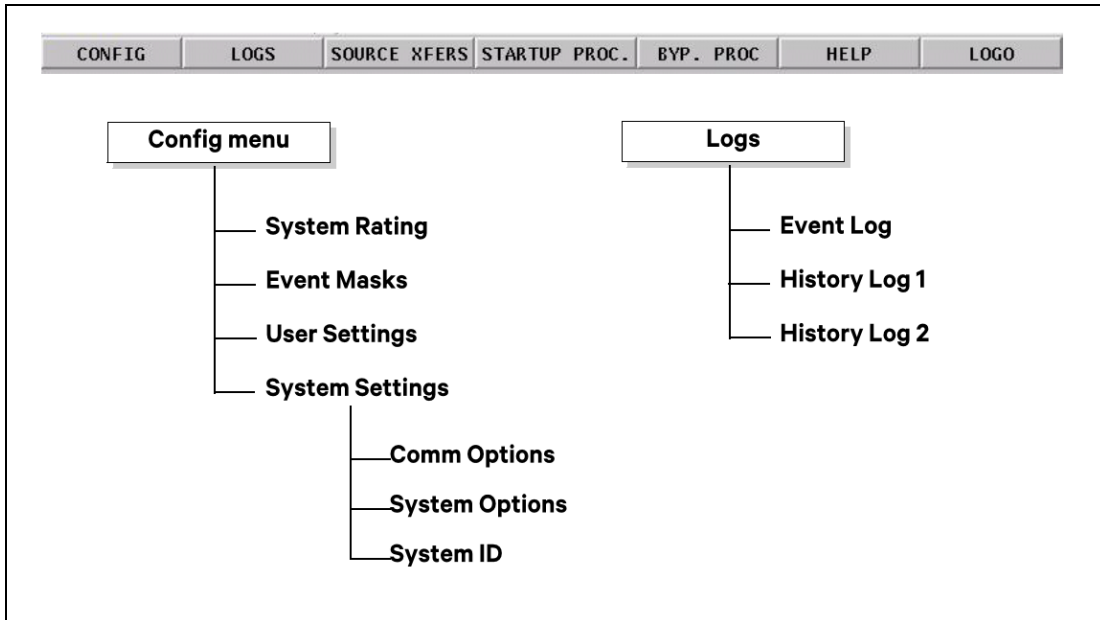 CONFIG LOGS SOURCE XFERS STARTUP PROC. BYP. PROC HELP LOGO
Config menu
System Rating
Event Masks
User Settings
System Settings
Comm Options
System Options
System ID
Logs
Event Log
History Log 1
History Log 2